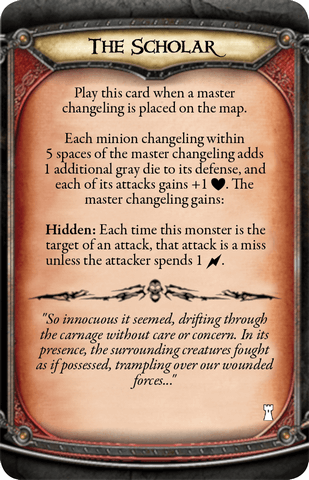 The Scholar
Play this card when a master
changeling is placed on the map.
Each minion changeling within
5 spaces of the master changeling adds
1 additional gray die to its defense, and
each of its attacks gains +1 ♥. The
master changeling gains:
Hidden: Each time this monster is the
target of an attack, that attack is a miss
unless the attacker spends 1 .
"So innocuous it seemed, drifting through
the carnage without care or concern. In its
presence, the surrounding creatures fought
as if possessed, trampling over our wounded
forces..."